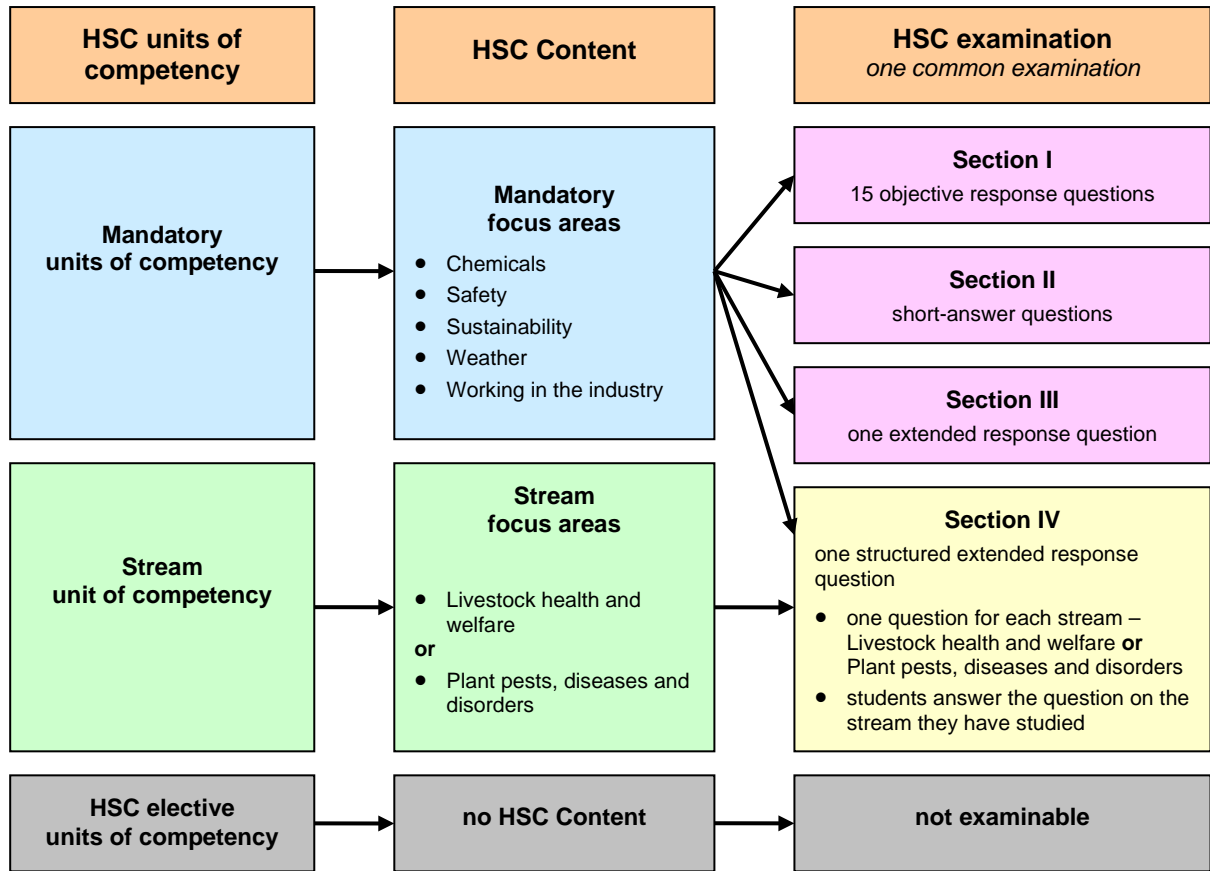 HSC units of
competency
HSC Content
HSC examination
one common examination
Mandatory
units of competency
Mandatory
focus areas
● Chemicals
● Safety
● Sustainability
● Weather
● Working in the industry
Section I
15 objective response questions
Section II
short-answer questions
Section III
one extended response question
Stream
unit of competency
Stream
focus areas
● Livestock health and
welfare
or
● Plant pests, diseases and
disorders
Section IV
one structured extended response
question
● one question for each stream –
Livestock health and welfare or
Plant pests, diseases and disorders
● students answer the question on the
stream they have studied
HSC elective
units of competency
no HSC Content
not examinable